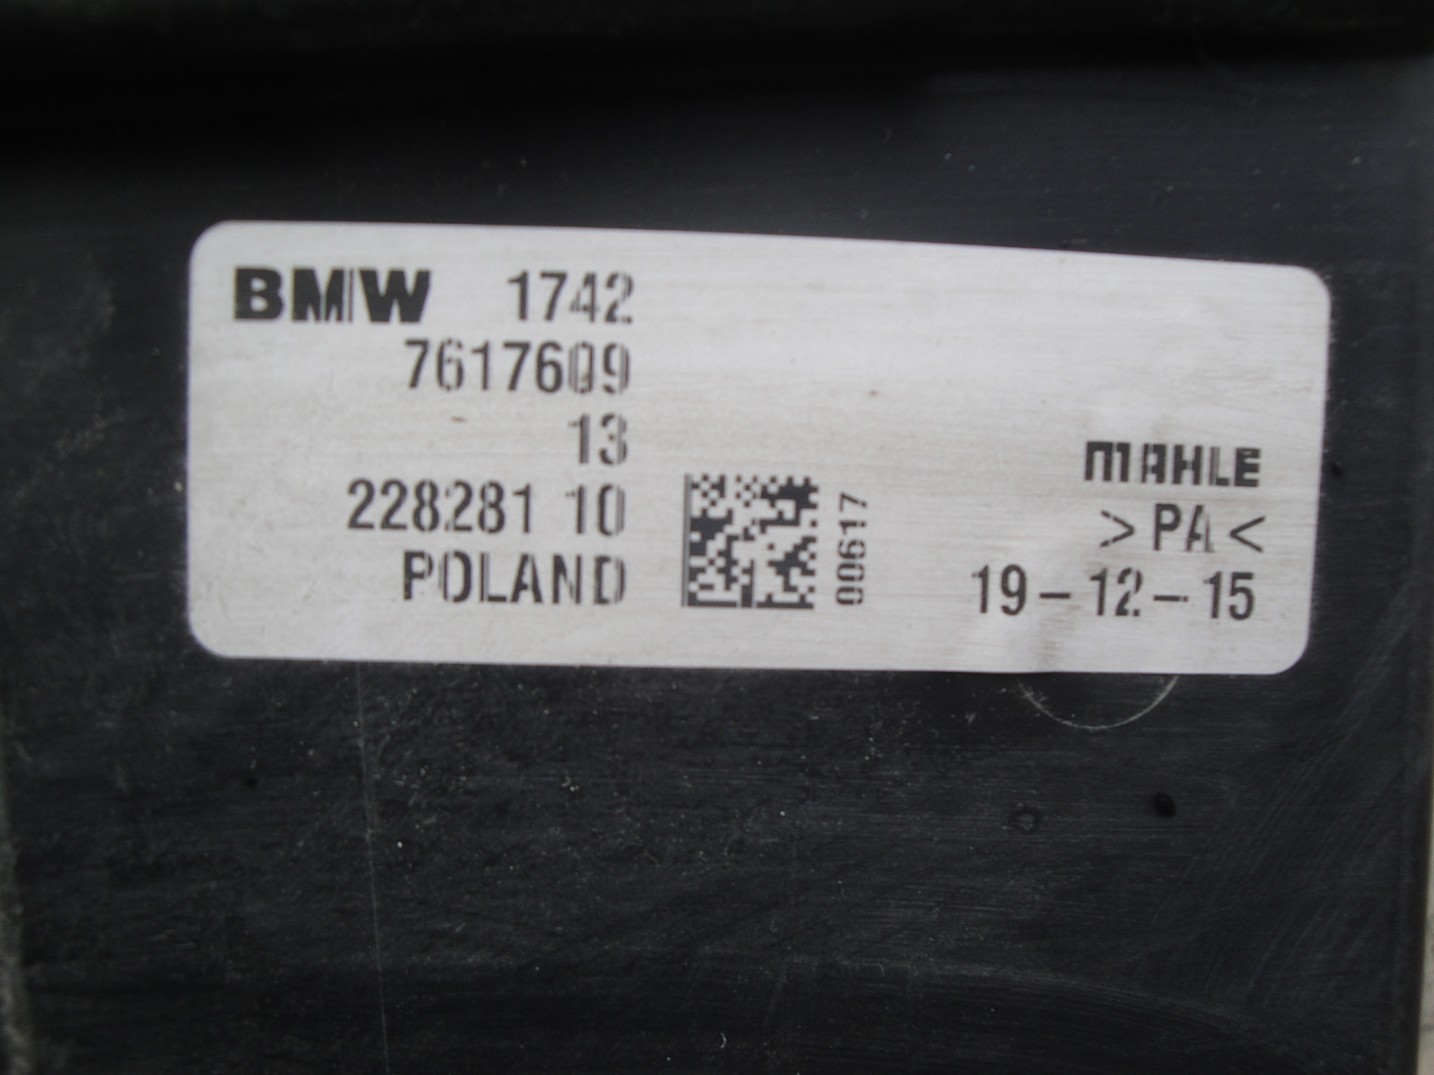 BMW 1742
7617609
13
228281 10
POLAND
00617
MAHLE
>PA<
19-12-15